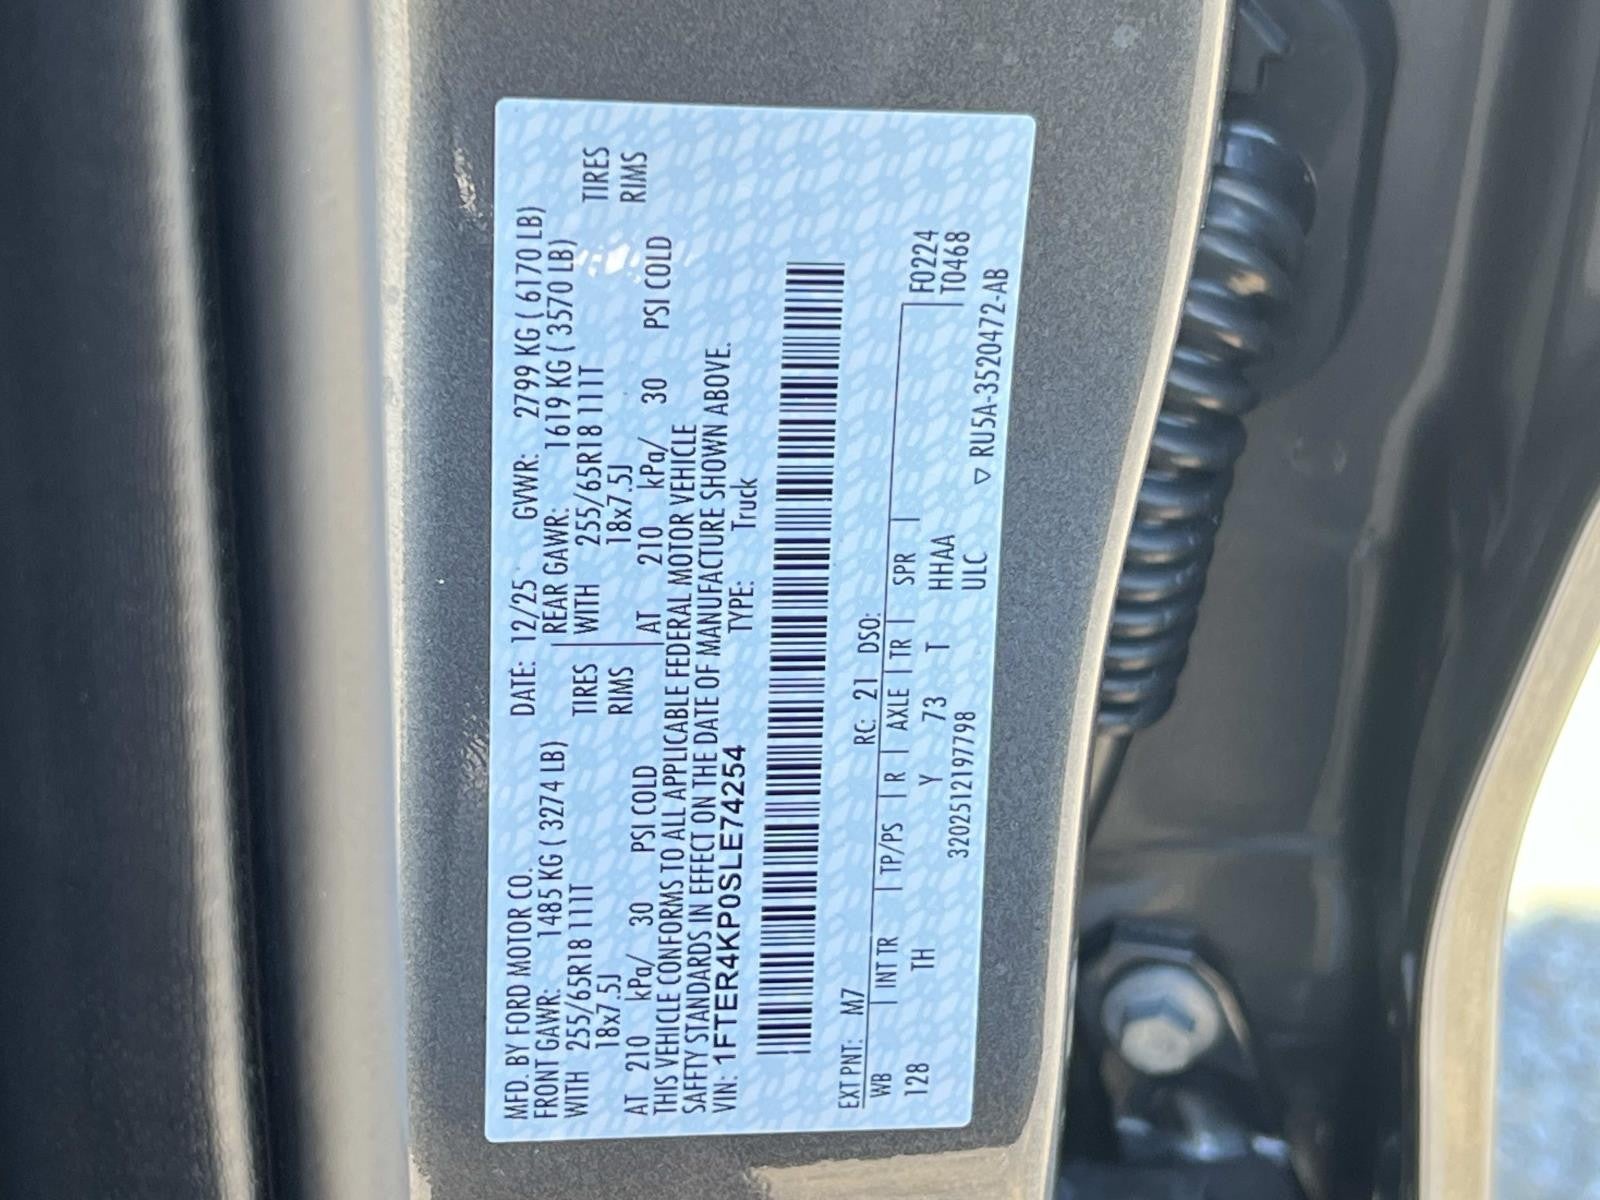 MFD. BY FORD MOTOR CO. DATE: 12/25 GVWR: 2799 KG ( 6170 LB)
FRONT GAWR: 1485 KG ( 3274 LB) REAR GAWR: 1619 KG ( 3570 LB)
WITH 255/65R18 111T TIRES WITH 255/65R18 111T TIRES
18x7.5J RIMS 18x7.5J RIMS
AT 210 kPa/ 30 PSI COLD AT 210 kPa/ 30 PSI COLD
THIS VEHICLE CONFORMS TO ALL APPLICABLE FEDERAL MOTOR VEHICLE
SAFETY STANDARDS IN EFFECT ON THE DATE OF MANUFACTURE SHOWN ABOVE.
VIN: 1FTER4KP0SLE74254 TYPE: Truck
EXT PNT: M7 RC: 21 DSO:
WB | INT TR | TP/PS | R | AXLE | TR | SPR | F0224
128 TH Y 73 T HHAA T0468
3202512197798 ULC
▽ RU5A-3520472-AB